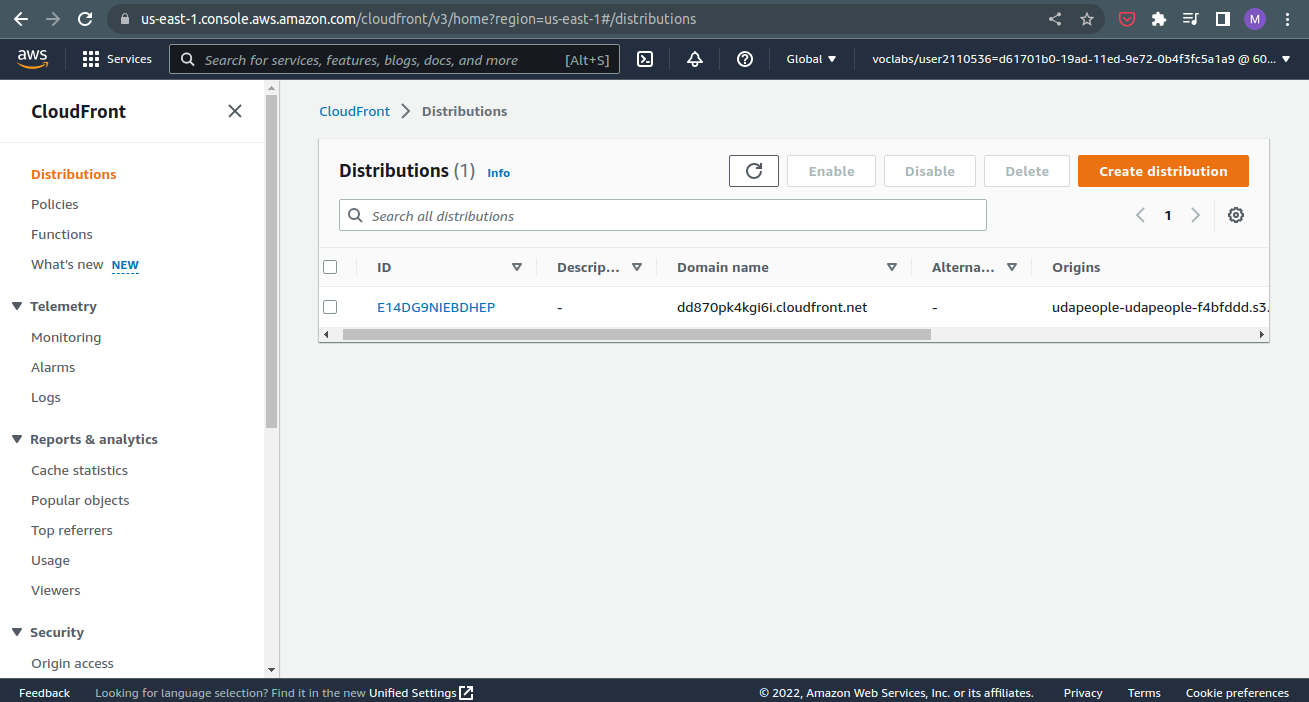 us-east-1.console.aws.amazon.com/cloudfront/v3/home?region=us-east-1#/distributions
M
aws
Services
Search for services, features, blogs, docs, and more
[Alt+S]
Global
voclabs/user2110536=d61701b0-19ad-11ed-9e72-0b4f3fc5a1a9 @ 60...
CloudFront
Distributions
Policies
Functions
What's new NEW
Telemetry
Monitoring
Alarms
Logs
Reports & analytics
Cache statistics
Popular objects
Top referrers
Usage
Viewers
Security
Origin access
CloudFront
Distributions
Distributions (1) Info
Enable
Disable
Delete
Create distribution
Search all distributions
1
ID
Descrip...
Domain name
Alterna...
Origins
E14DG9NIEBDHEP
-
dd870pk4kgi6i.cloudfront.net
-
udapeople-udapeople-f4bfddd.s3.
Feedback
Looking for language selection? Find it in the new Unified Settings
© 2022, Amazon Web Services, Inc. or its affiliates.
Privacy
Terms
Cookie preferences